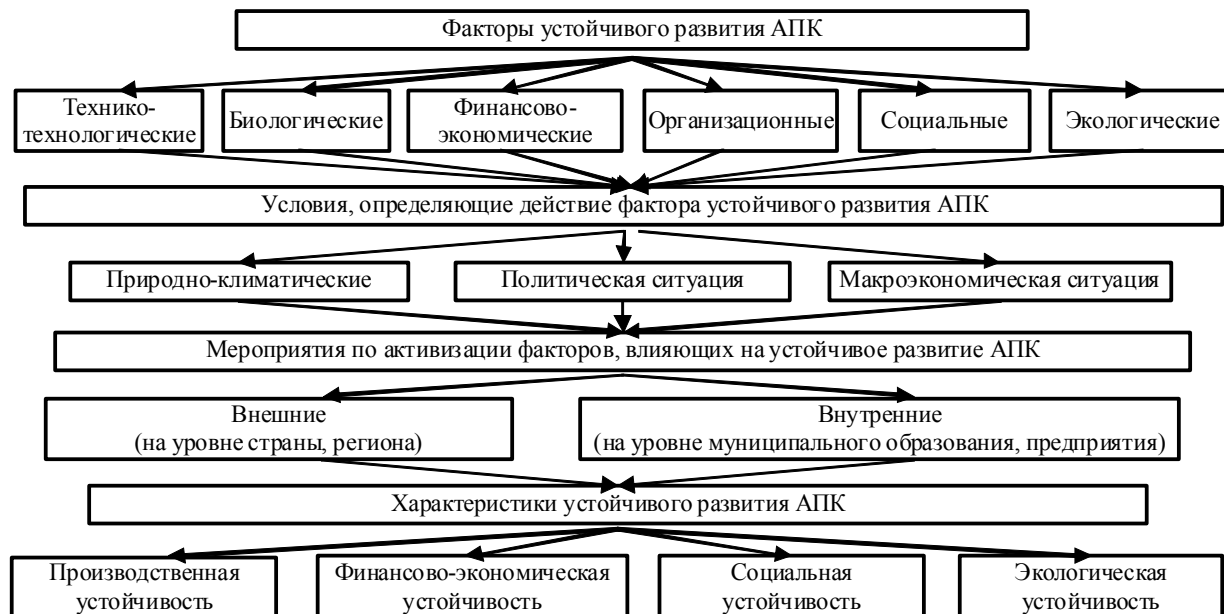 Факторы устойчивого развития АПК
Технико-
технологические
Биологические
Финансово-
экономические
Организационные
Социальные
Экологические
Условия, определяющие действие фактора устойчивого развития АПК
Природно-климатические
Политическая ситуация
Макроэкономическая ситуация
Мероприятия по активизации факторов, влияющих на устойчивое развитие АПК
Внешние
(на уровне страны, региона)
Внутренние
(на уровне муниципального образования, предприятия)
Характеристики устойчивого развития АПК
Производственная
устойчивость
Финансово-экономическая
устойчивость
Социальная
устойчивость
Экологическая
устойчивость